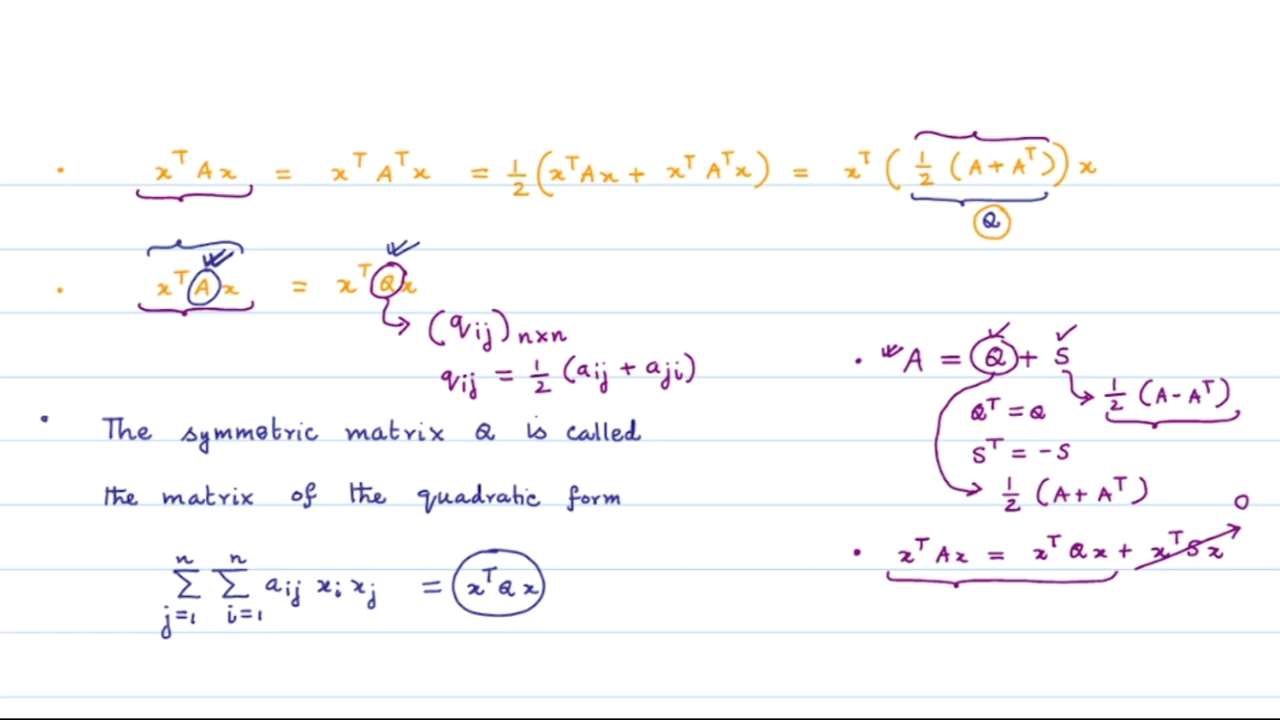 • xᵀAx = xᵀAᵀx = ½(xᵀAx + xᵀAᵀx) = xᵀ(½(A+Aᵀ))x
Q
• xᵀAx = xᵀQx
(qij)n×n
qij = ½(aij + aji)
• The symmetric matrix Q is called
the matrix of the quadratic form
n n
∑ ∑ aij xi xj = xᵀQx
j=1 i=1
• A = Q + S
½(A-Aᵀ)
Qᵀ = Q
Sᵀ = -S
½(A+Aᵀ)
0
• xᵀAx = xᵀQx + xᵀSx